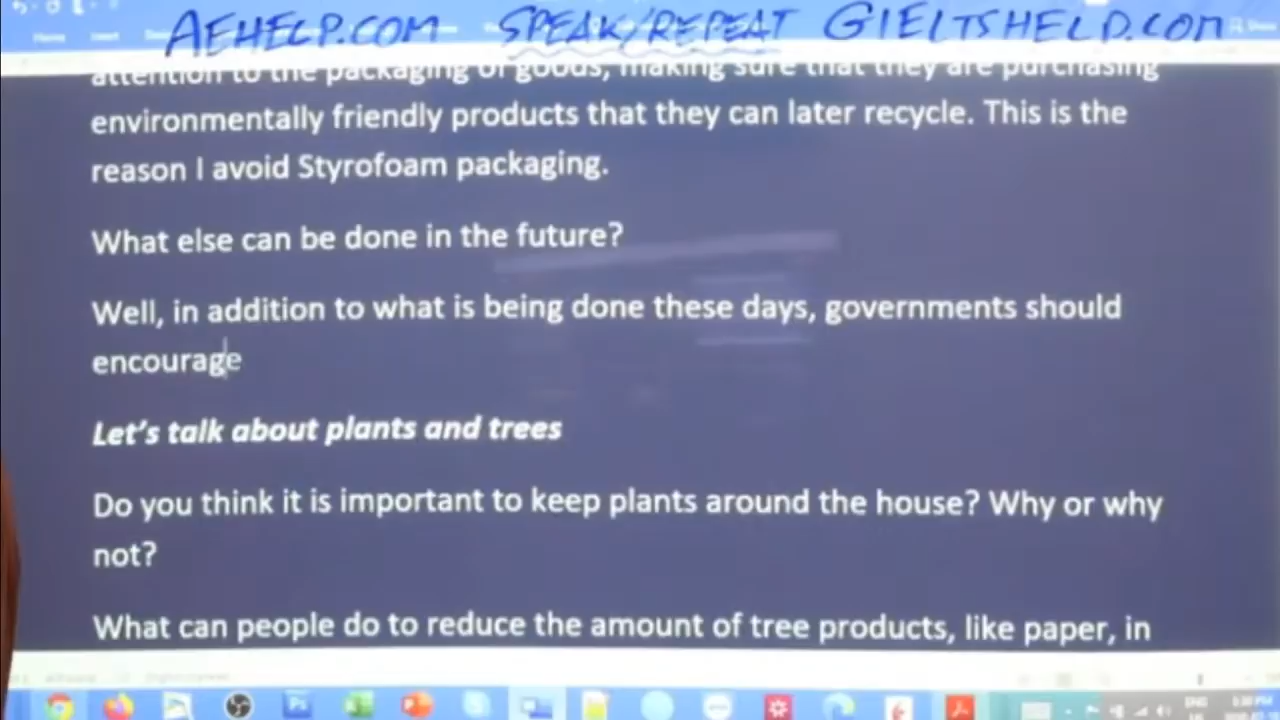 AEHELP.COM SPEAK/REPEAT GIELTSHELP.COM
attention to the packaging of goods, making sure that they are purchasing
environmentally friendly products that they can later recycle. This is the
reason I avoid Styrofoam packaging.
What else can be done in the future?
Well, in addition to what is being done these days, governments should
encourage
Let's talk about plants and trees
Do you think it is important to keep plants around the house? Why or why
not?
What can people do to reduce the amount of tree products, like paper, in